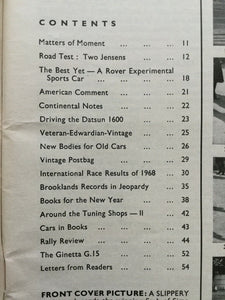 CONTENTS
Matters of Moment ... ... ... 11
Road Test : Two Jensens ... ... 12
The Best Yet — A Rover Experimental
Sports Car ... ... ... ... 18
American Comment ... ... ... 21
Continental Notes ... ... ... 22
Driving the Datsun 1600 ... ... 23
Veteran-Edwardian-Vintage ... ... 25
New Bodies for Old Cars ... ... 26
Vintage Postbag ... ... ... 29
International Race Results of 1968 ... 30
Brooklands Records in Jeopardy ... 35
Books for the New Year ... ... 38
Around the Tuning Shops — II ... 42
Cars in Books ... ... ... ... 43
Rally Review ... ... ... ... 44
The Ginetta G.15 ... ... ... 52
Letters from Readers ... ... ... 54
FRONT COVER PICTURE: A SLIPPERY